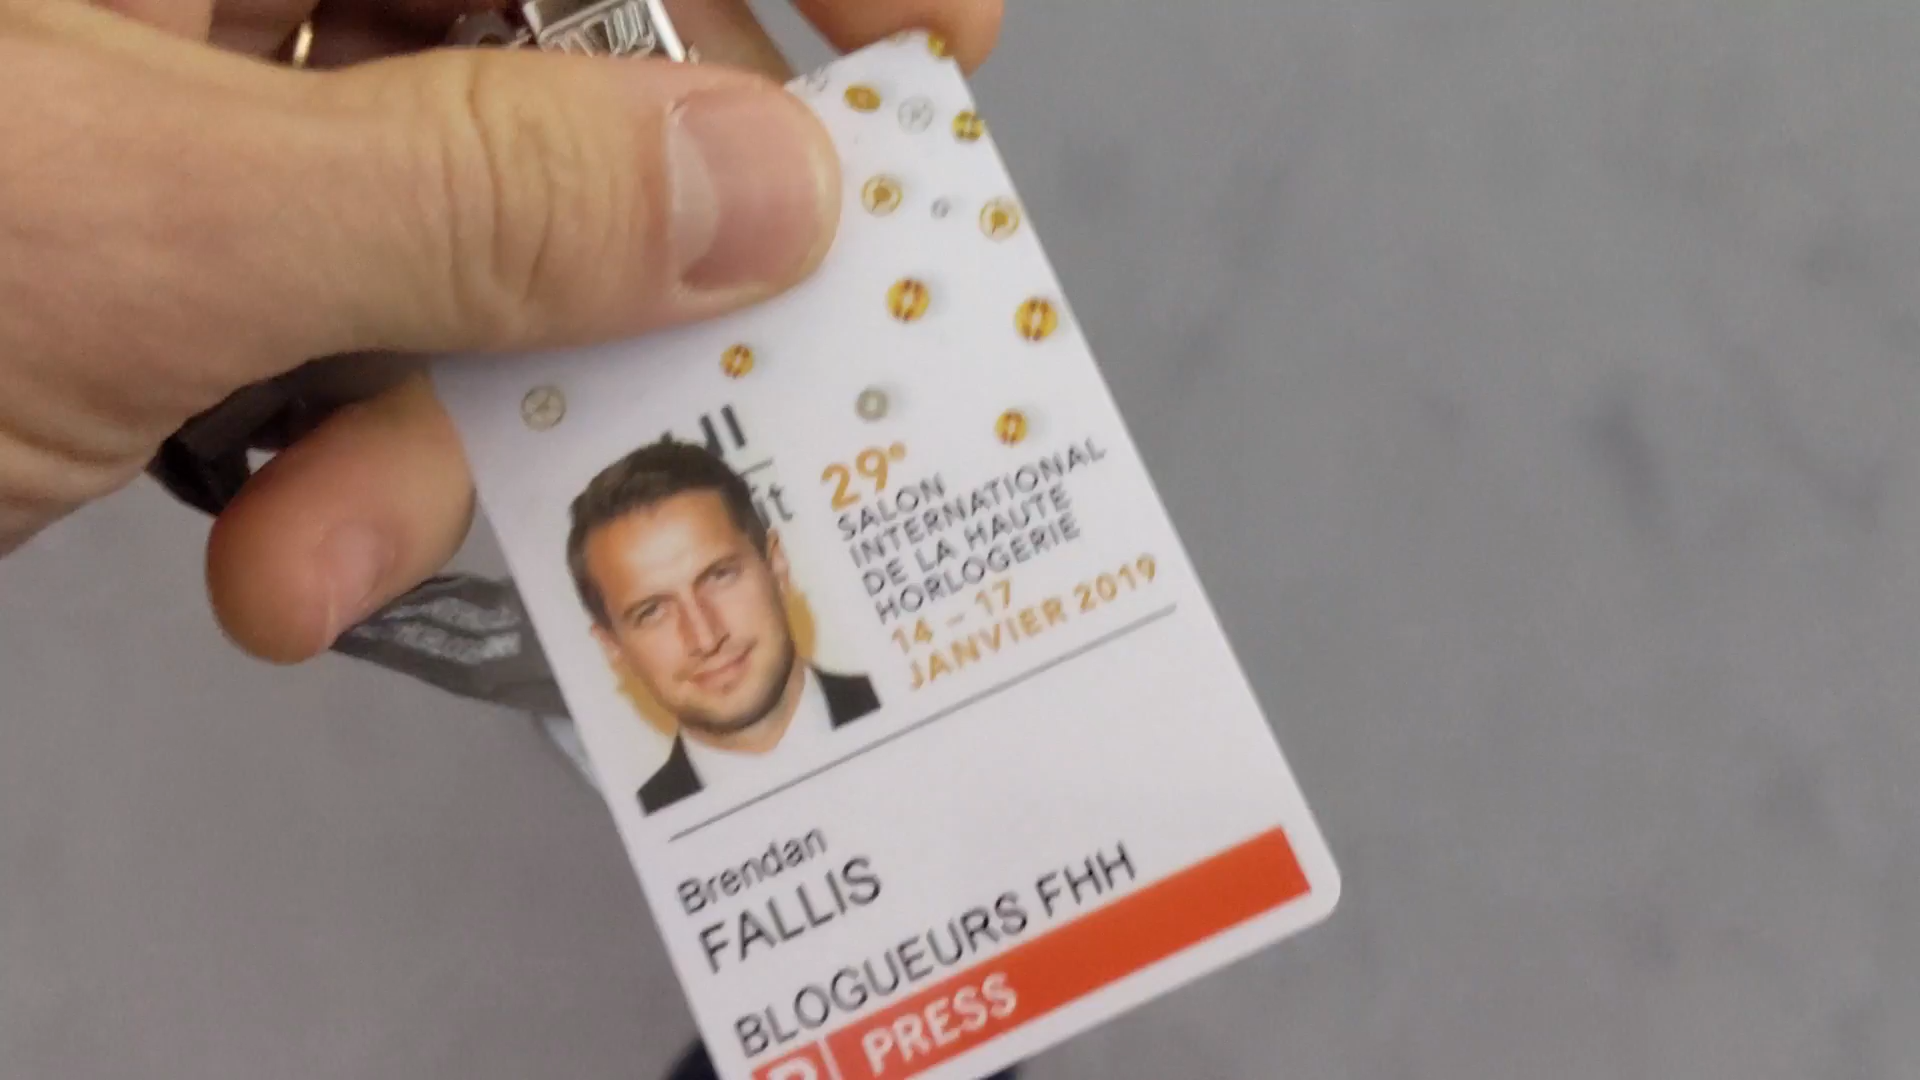 29e
SALON
INTERNATIONAL
DE LA HAUTE
HORLOGERIE
14 – 17
JANVIER 2019
Brendan
FALLIS
BLOGUEURS FHH
PRESS